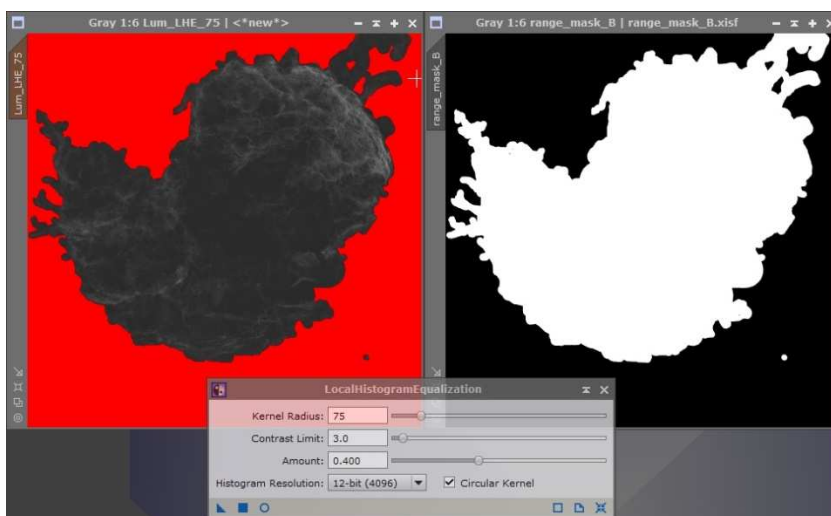 Gray 1:6 Lum_LHE_75 | <*new*>
Lum_LHE_75
Gray 1:6 range_mask_B | range_mask_B.xisf
range_mask_B
LocalHistogramEqualization
Kernel Radius: 75
Contrast Limit: 3.0
Amount: 0.400
Histogram Resolution: 12-bit (4096) Circular Kernel